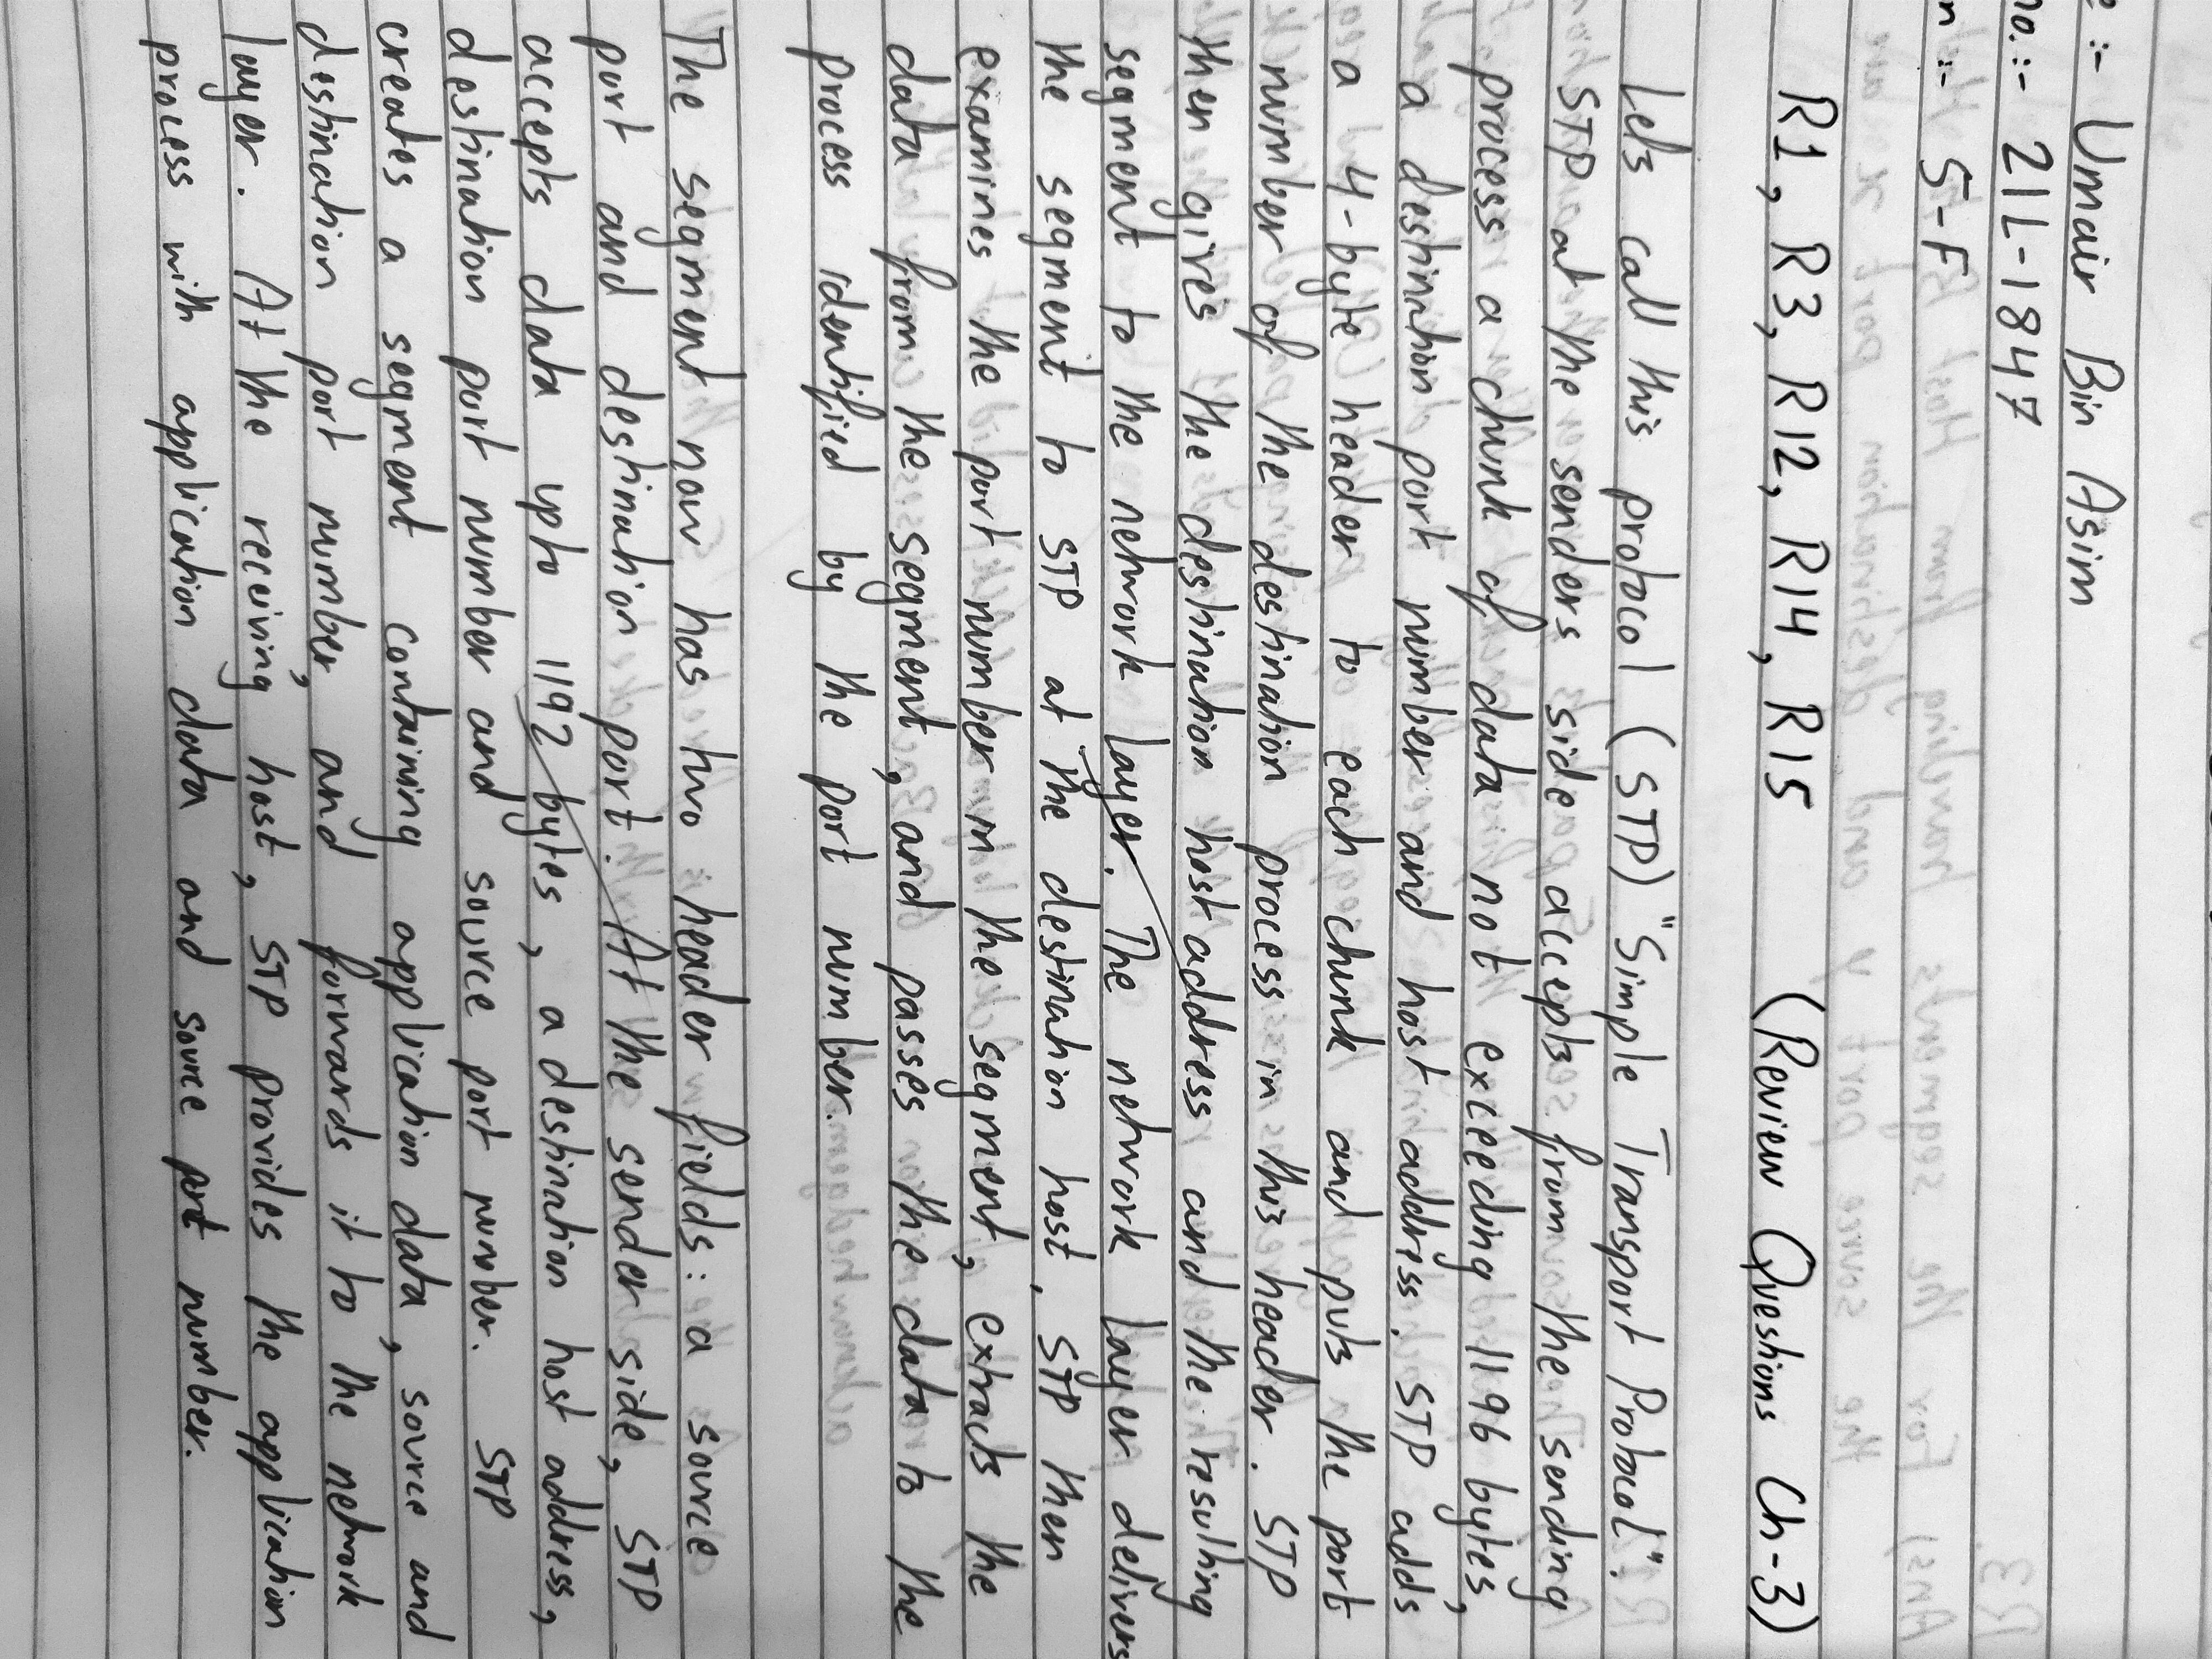 e :- Umair Bin Asim
no.:- 21L-1847
n :- 5-F
R1, R3, R12, R14, R15 (Review Questions Ch-3)
Lets call this protocol (STP) "Simple Transport Protocol".
STP at the senders side accepts from the sending
process a chunk of data not exceeding 1196 bytes,
a destination port number and host address. STP adds
a 4-byte header to each chunk and puts the port
number of the destination process in this header. STP
then gives the destination host address and the resulting
segment to the network layer. The network layer delivers
the segment to STP at the destination host. STP then
examines the port number in the segment, extracts the
data from the segment, and passes the data to the
process identified by the port number.
The segment now has two header fields: a source
port and destination port. At the sender side, STP
accepts data upto 1192 bytes, a destination host address,
destination port number and source port number. STP
creates a segment containing application data, source and
destination port number, and forwards it to the network
layer. At the receiving host, STP provides the application
process with application data and source port number.